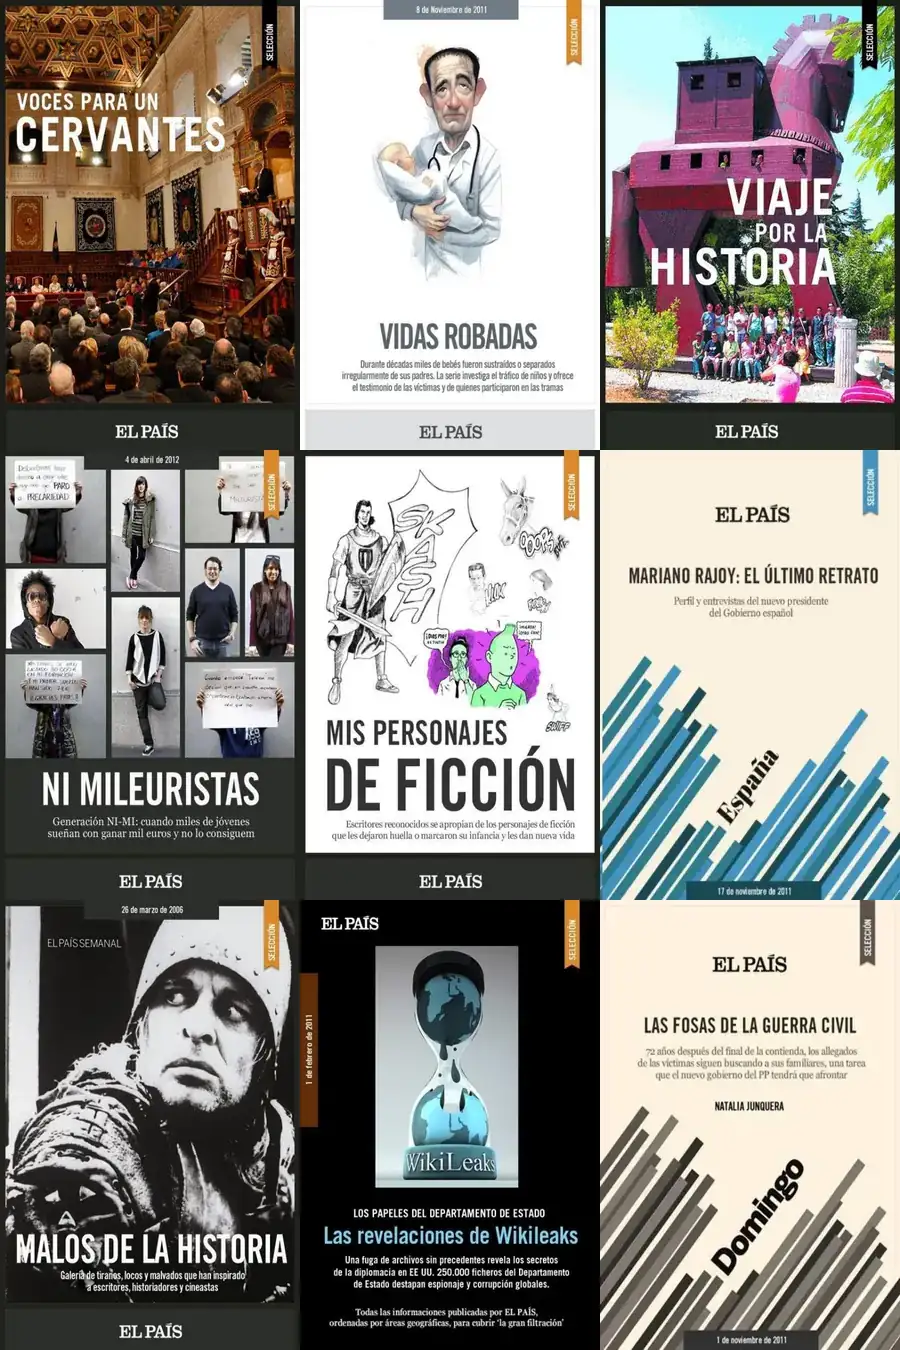 SELECCIÓN
VOCES PARA UN
CERVANTES
EL PAÍS
8 de Noviembre de 2011
SELECCIÓN
VIDAS ROBADAS
Durante décadas miles de bebés fueron sustraídos o separados
irregularmente de sus padres. La serie investiga el tráfico de niños y ofrece
el testimonio de las víctimas y de quienes participaron en las tramas
EL PAÍS
SELECCIÓN
VIAJE
POR LA
HISTORIA
EL PAÍS
4 de abril de 2012
SELECCIÓN
PARO
PRECARIEDAD
MILEURISTA
NI MILEURISTAS
Generación NI-MI: cuando miles de jóvenes
sueñan con ganar mil euros y no lo consiguem
EL PAÍS
SELECCIÓN
SKASH
MIS PERSONAJES
DE FICCIÓN
Escritores reconocidos se apropian de los personajes de ficción
que les dejaron huella o marcaron su infancia y les dan nueva vida
EL PAÍS
SELECCIÓN
EL PAÍS
MARIANO RAJOY: EL ÚLTIMO RETRATO
Perfil y entrevistas del nuevo presidente
del Gobierno español
España
17 de noviembre de 2011
26 de marzo de 2006
SELECCIÓN
EL PAÍS SEMANAL
MALOS DE LA HISTORIA
Galería de tiranos, locos y malvados que han inspirado
a escritores, historiadores y cineastas
EL PAÍS
EL PAÍS
SELECCIÓN
1 de febrero de 2011
WikiLeaks
LOS PAPELES DEL DEPARTAMENTO DE ESTADO
Las revelaciones de Wikileaks
Una fuga de archivos sin precedentes revela los secretos
de la diplomacia en EE UU. 250.000 ficheros del Departamento
de Estado destapan espionaje y corrupción globales.
Todas las informaciones publicadas por EL PAÍS,
ordenadas por áreas geográficas, para cubrir 'la gran filtración'
SELECCIÓN
EL PAÍS
LAS FOSAS DE LA GUERRA CIVIL
72 años después del final de la contienda, los allegados
de las víctimas siguen buscando a sus familiares, una tarea
que el nuevo gobierno del PP tendrá que afrontar
NATALIA JUNQUERA
Domingo
1 de noviembre de 2011